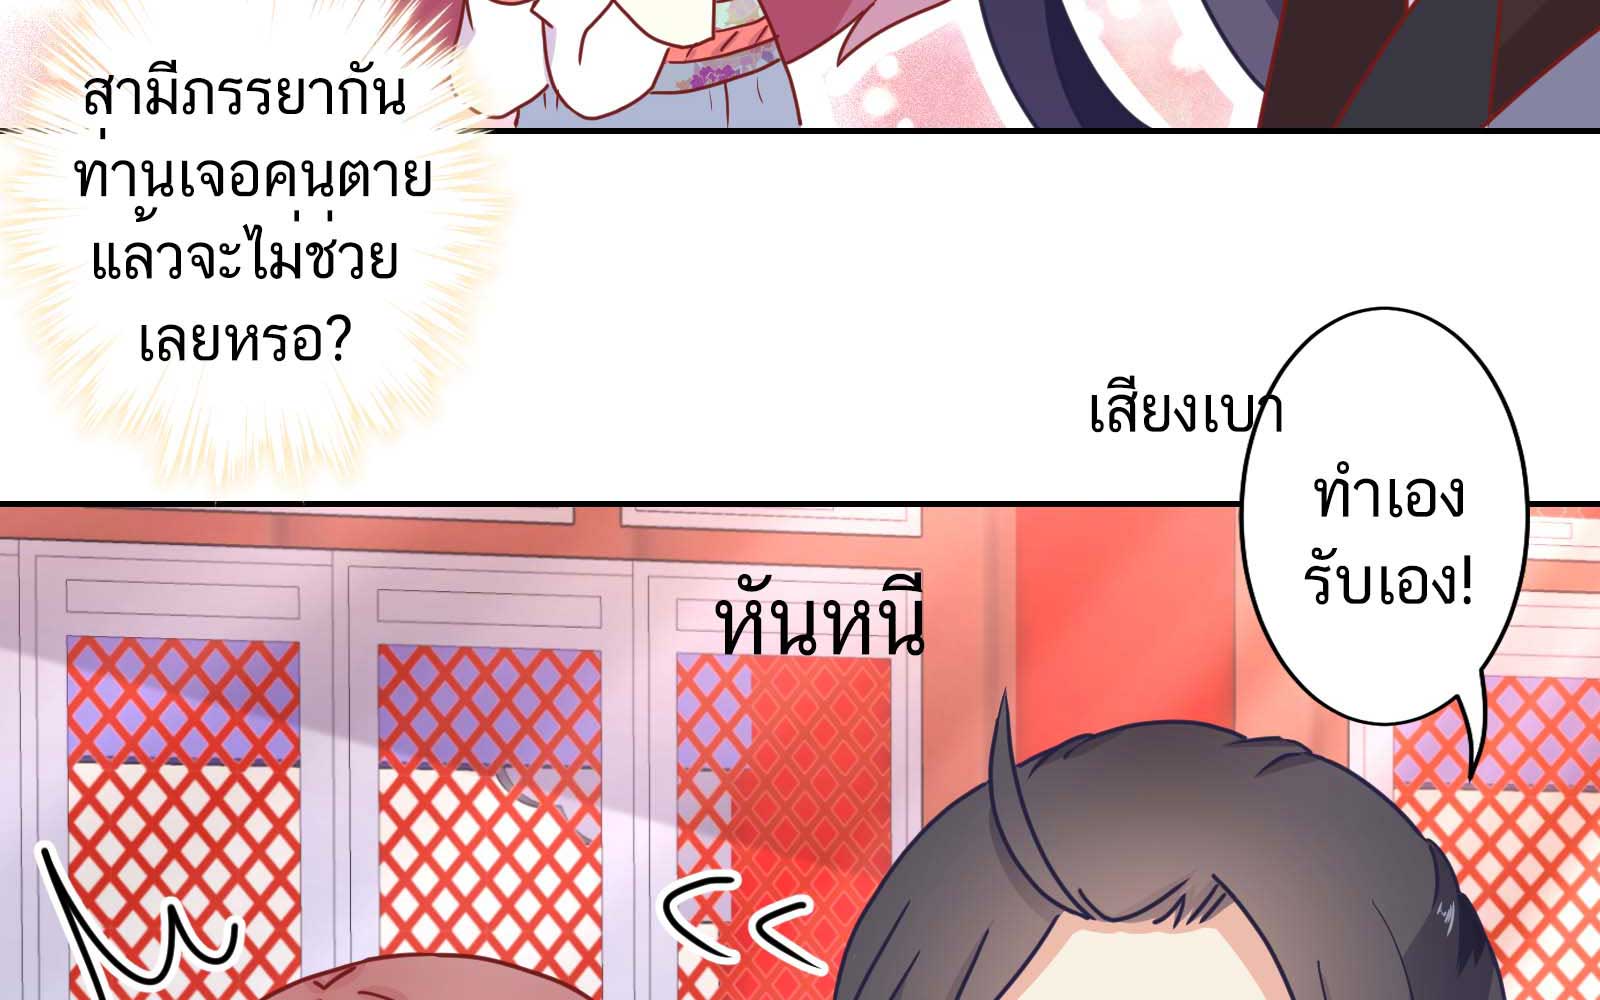 สามีภรรยากัน
ท่านเจอคนตาย
แล้วจะไม่ช่วย
เลยหรอ?
เสียงเบา
ทำเอง
รับเอง!
หันหนี